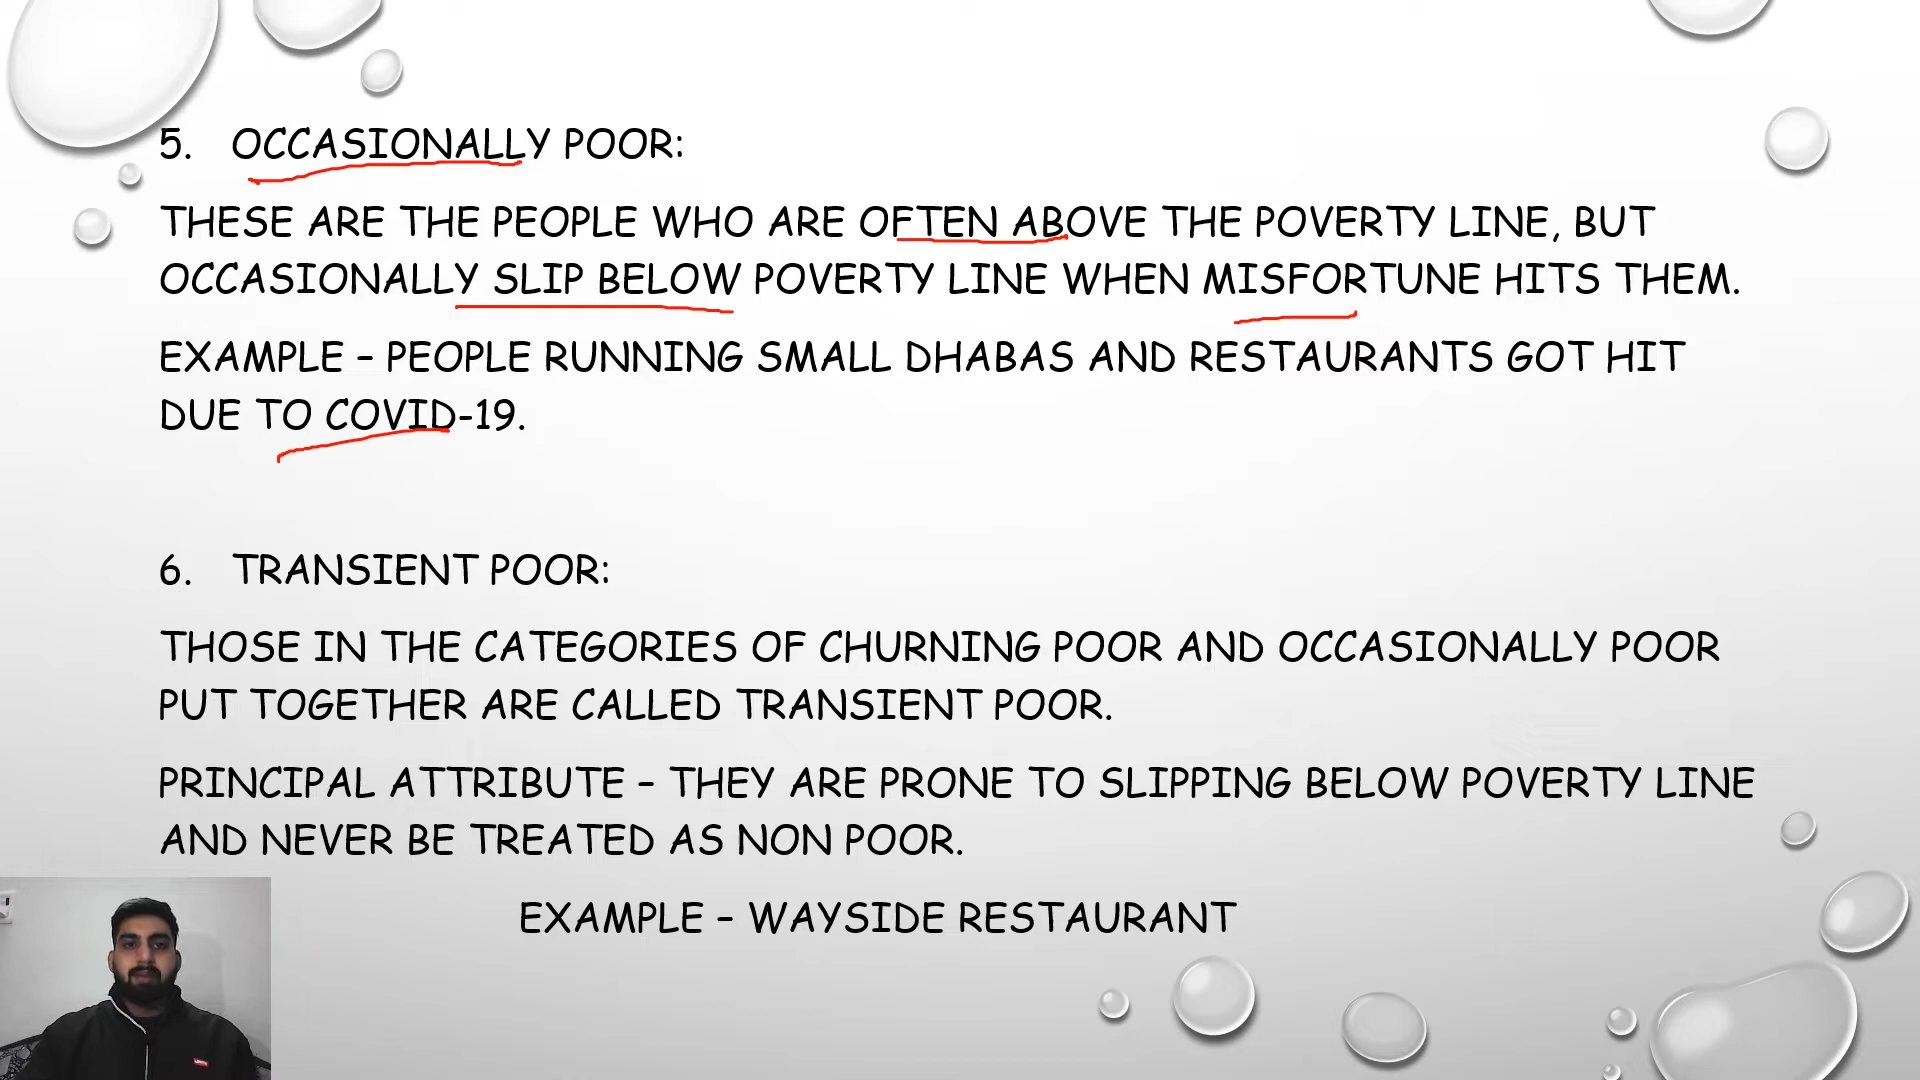 5. OCCASIONALLY POOR:
THESE ARE THE PEOPLE WHO ARE OFTEN ABOVE THE POVERTY LINE, BUT
OCCASIONALLY SLIP BELOW POVERTY LINE WHEN MISFORTUNE HITS THEM.
EXAMPLE – PEOPLE RUNNING SMALL DHABAS AND RESTAURANTS GOT HIT
DUE TO COVID-19.
6. TRANSIENT POOR:
THOSE IN THE CATEGORIES OF CHURNING POOR AND OCCASIONALLY POOR
PUT TOGETHER ARE CALLED TRANSIENT POOR.
PRINCIPAL ATTRIBUTE – THEY ARE PRONE TO SLIPPING BELOW POVERTY LINE
AND NEVER BE TREATED AS NON POOR.
EXAMPLE – WAYSIDE RESTAURANT